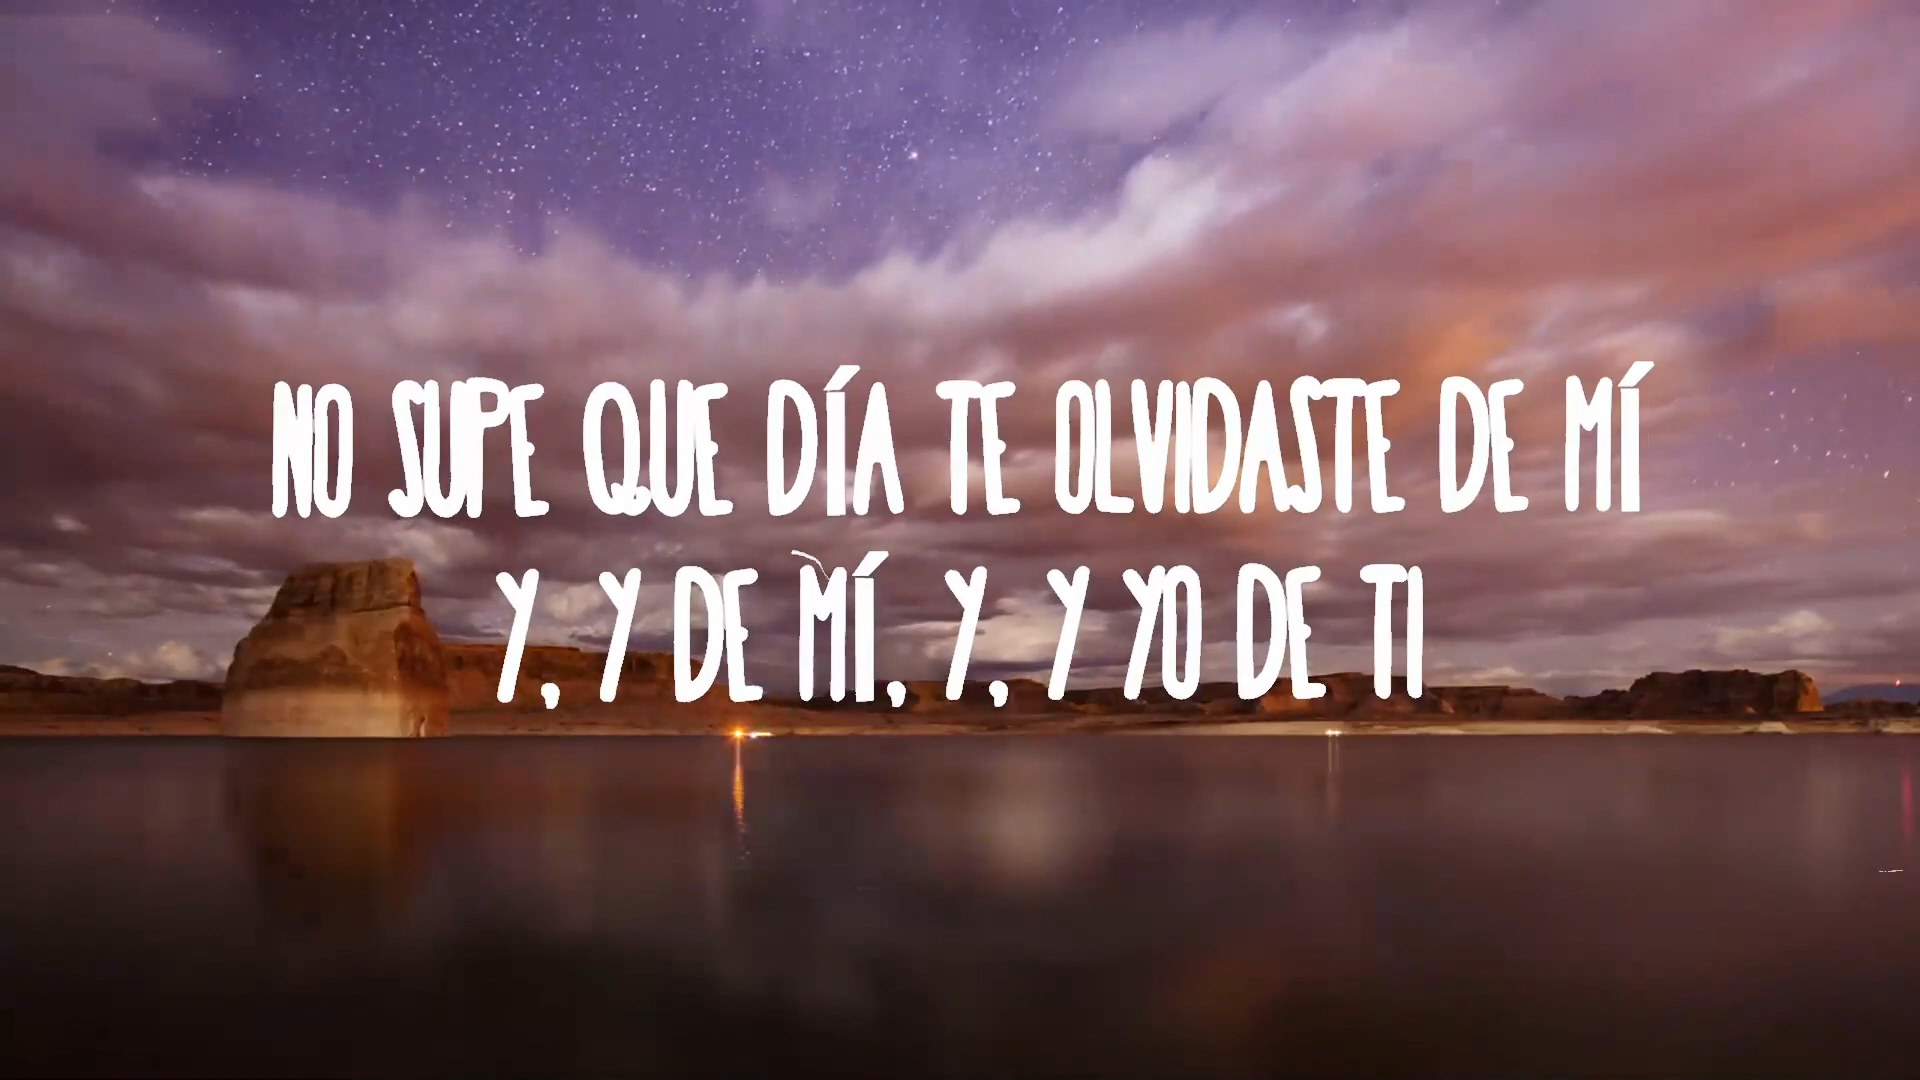 NO SUPE QUE DÍA TE OLVIDASTE DE MÍ
Y, Y DE MÍ, Y, Y YO DE TI